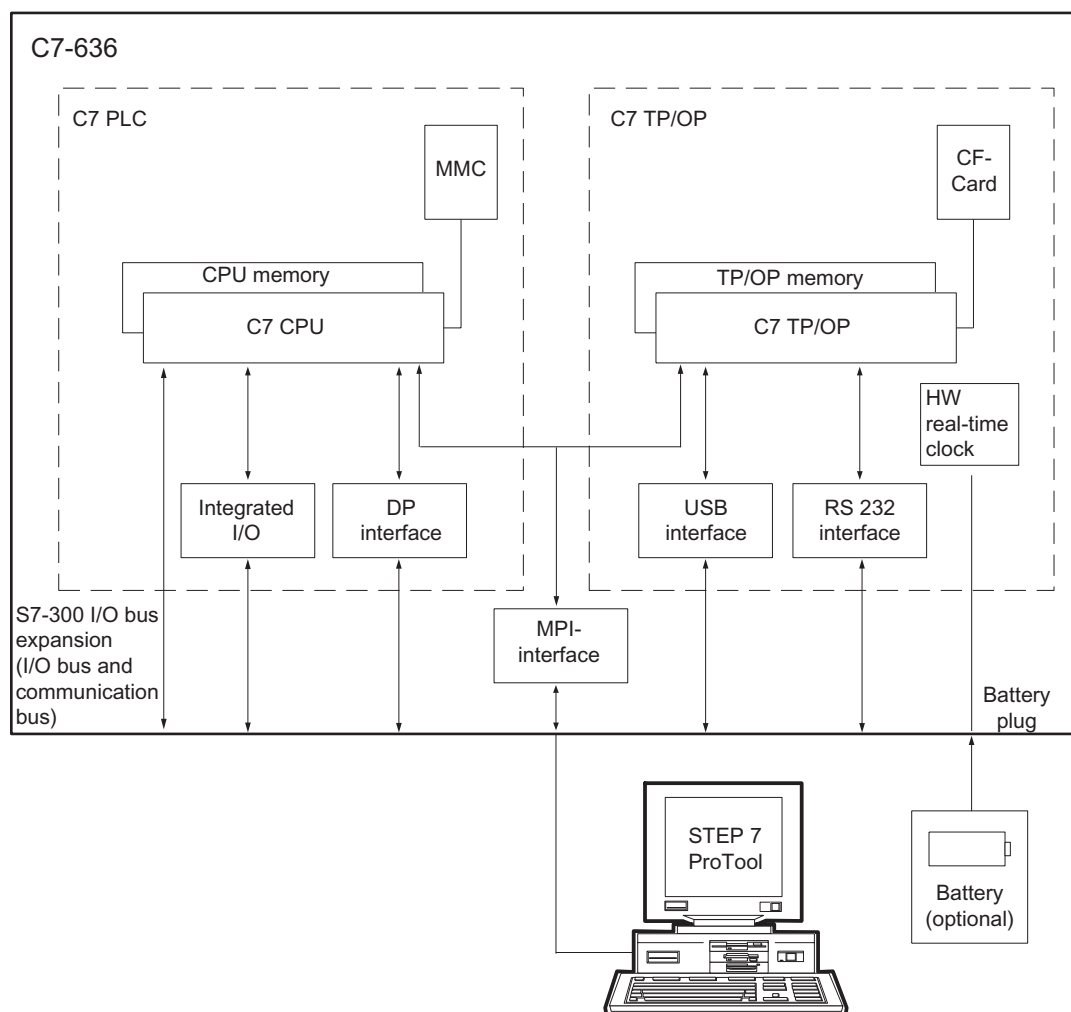 C7-636
C7 PLC
MMC
CPU memory
C7 CPU
Integrated
I/O
DP
interface
S7-300 I/O bus
expansion
(I/O bus and
communication
bus)
C7 TP/OP
CF-
Card
TP/OP memory
C7 TP/OP
HW
real-time
clock
USB
interface
RS 232
interface
MPI-
interface
Battery
plug
STEP 7
ProTool
Battery
(optional)